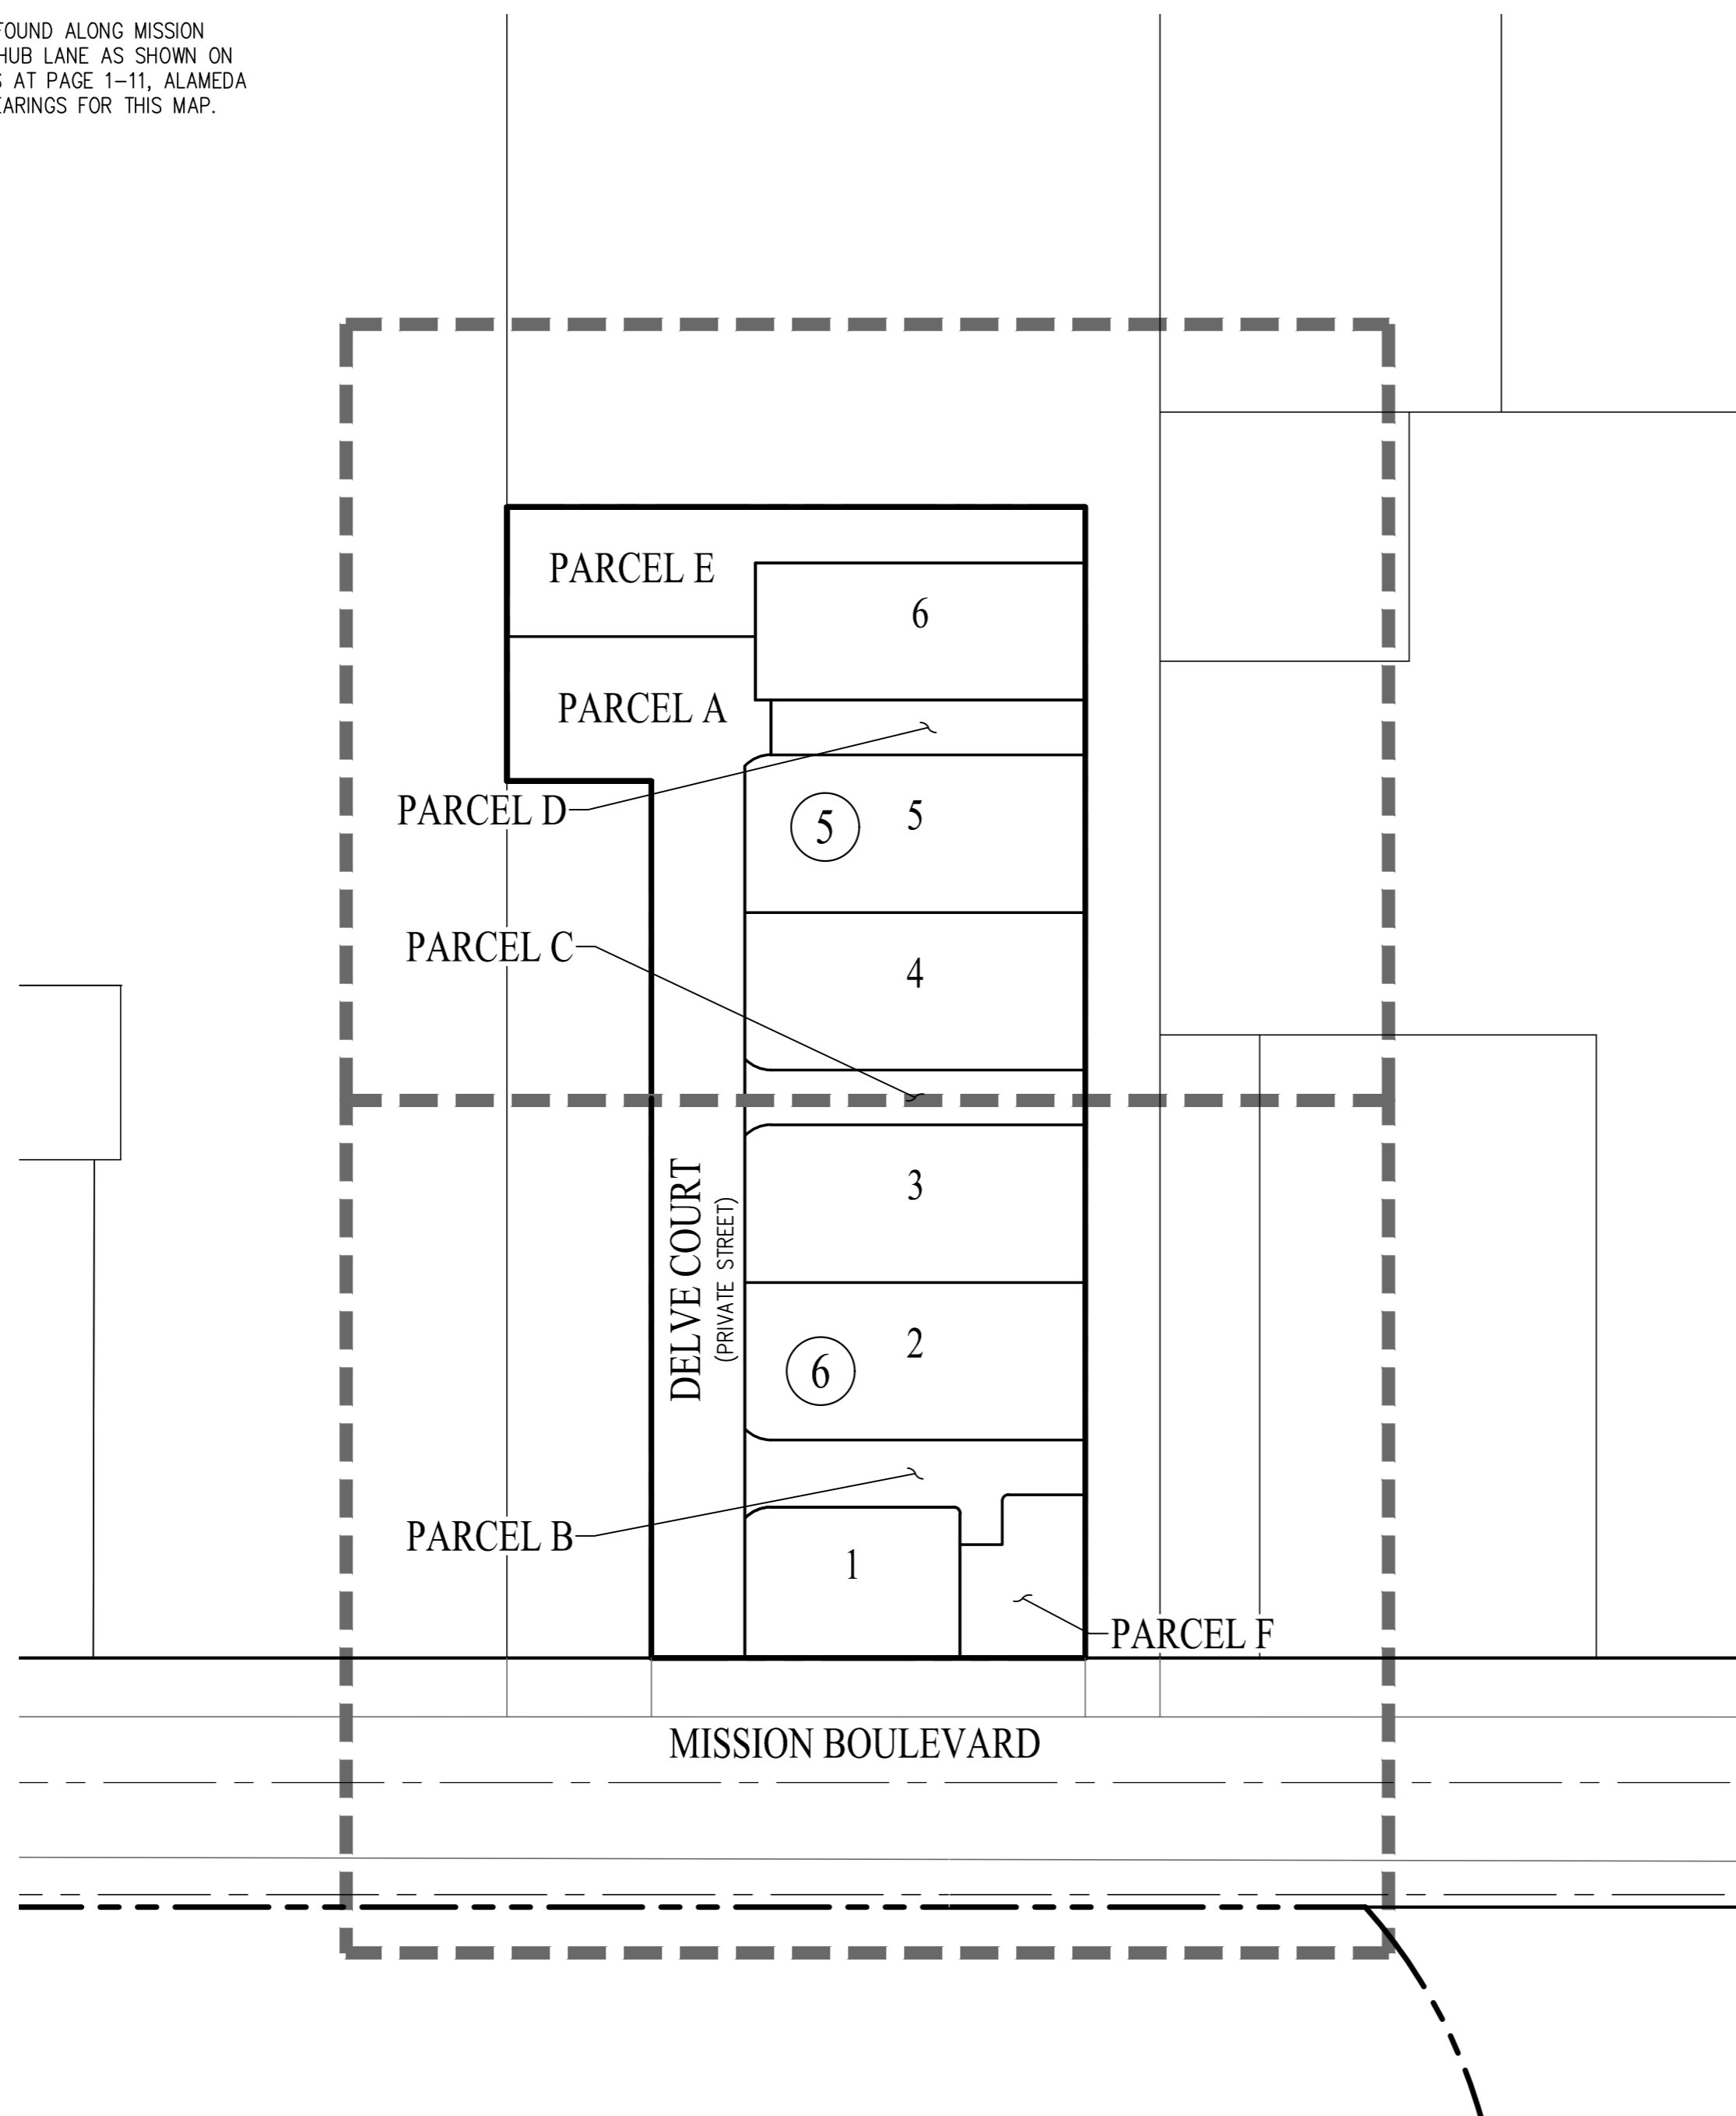 FOUND ALONG MISSION
HUB LANE AS SHOWN ON
S AT PAGE 1–11, ALAMEDA
EARINGS FOR THIS MAP.
PARCEL E
6
PARCEL A
PARCEL D
5
5
PARCEL C
4
3
DELVE COURT
(PRIVATE STREET)
2
6
PARCEL B
1
PARCEL F
MISSION BOULEVARD